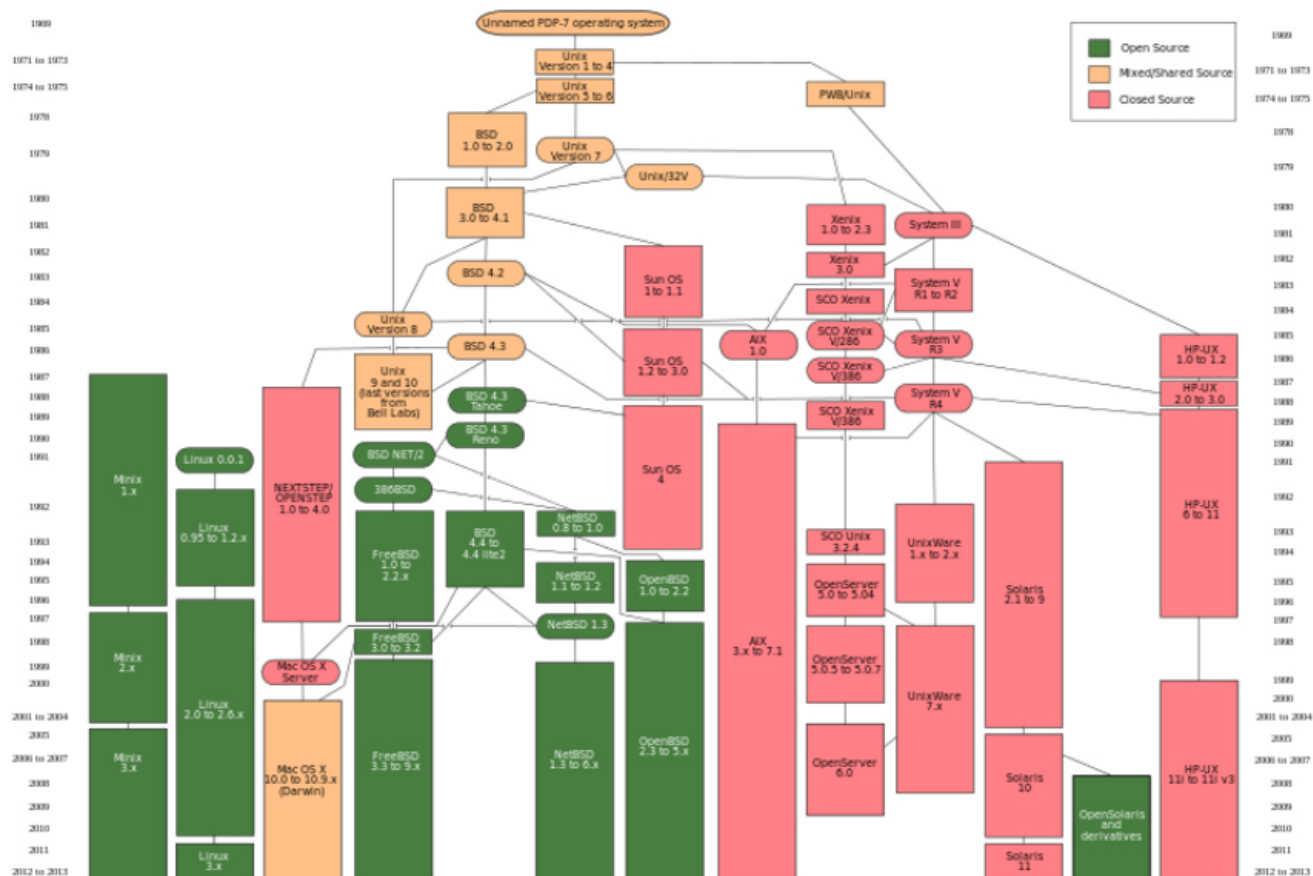 Unnamed PDP-7 operating system
1969
1969
Open Source
Mixed/Shared Source
Closed Source
1971 to 1973
Unix
Version 1 to 4
1971 to 1973
1974 to 1975
Unix
Version 5 to 6
PWB/Unix
1974 to 1975
1978
BSD
1.0 to 2.0
1978
1979
Unix
Version 7
Unix/32V
1979
1980
BSD
3.0 to 4.1
Xenix
1.0 to 2.3
System III
1980
1981
1981
1982
Sun OS
1 to 1.1
Xenix
3.0
1982
1983
BSD 4.2
System V
R1 to R2
1983
1984
SCO Xenix
1984
1985
Unix
Version 8
SCO Xenix
V/286
1985
AIX
1.0
System V
R3
HP-UX
1.0 to 1.2
1986
BSD 4.3
Sun OS
1.2 to 3.0
SCO Xenix
V/386
1986
1987
Unix
9 and 10
(last versions
from
Bell Labs)
HP-UX
2.0 to 3.0
1987
1988
BSD 4.3
Tahoe
System V
R4
1988
1989
SCO Xenix
V/386
1989
1990
BSD 4.3
Reno
1990
1991
Linux 0.0.1
BSD NET/2
1991
Minix
1.x
NEXTSTEP/
OPENSTEP
1.0 to 4.0
386BSD
Sun OS
4
1992
1992
Linux
0.95 to 1.2.x
NetBSD
0.8 to 1.0
HP-UX
6 to 11
1993
FreeBSD
1.0 to
2.2.x
BSD
4.4 to
4.4 lite2
SCO Unix
3.2.4
UnixWare
1.x to 2.x
1993
1994
1994
1995
NetBSD
1.1 to 1.2
OpenBSD
1.0 to 2.2
OpenServer
5.0 to 5.04
Solaris
2.1 to 9
1995
1996
1996
1997
NetBSD 1.3
1997
1998
FreeBSD
3.0 to 3.2
AIX
3.x to 7.1
1998
Minix
2.x
OpenServer
5.0.5 to 5.0.7
1999
Mac OS X
Server
1999
2000
Linux
2.0 to 2.6.x
UnixWare
7.x
2000
2001 to 2004
2001 to 2004
2005
OpenBSD
2.3 to 5.x
2005
2006 to 2007
Minix
3.x
FreeBSD
3.3 to 9.x
NetBSD
1.3 to 6.x
2006 to 2007
2008
Mac OS X
10.0 to 10.9.x
(Darwin)
OpenServer
6.0
Solaris
10
HP-UX
11i to 11i v3
2008
2009
2009
2010
OpenSolaris
and
derivatives
2010
2011
2011
Linux
3.x
Solaris
11
2012 to 2013
2012 to 2013